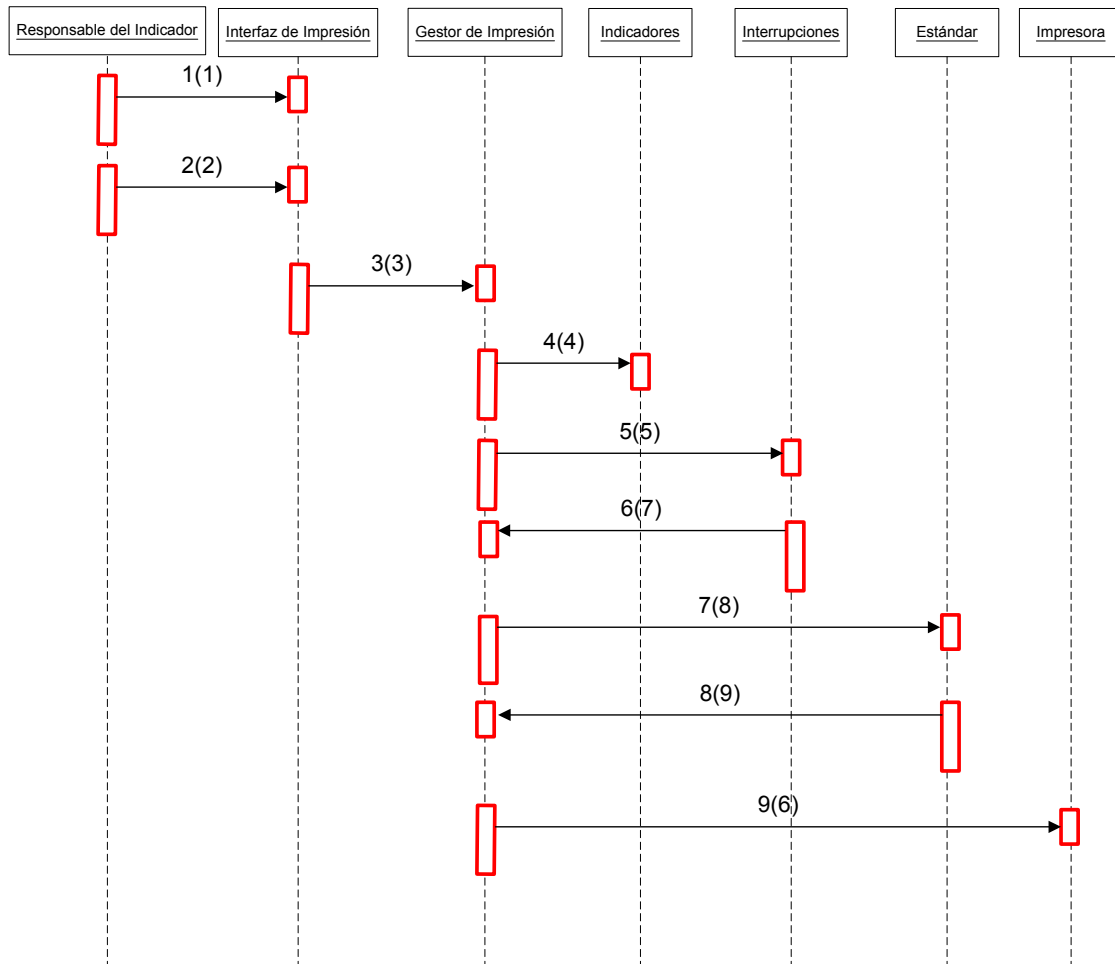 Responsable del Indicador
Interfaz de Impresión
Gestor de Impresión
Indicadores
Interrupciones
Estándar
Impresora
1(1)
2(2)
3(3)
4(4)
5(5)
6(7)
7(8)
8(9)
9(6)